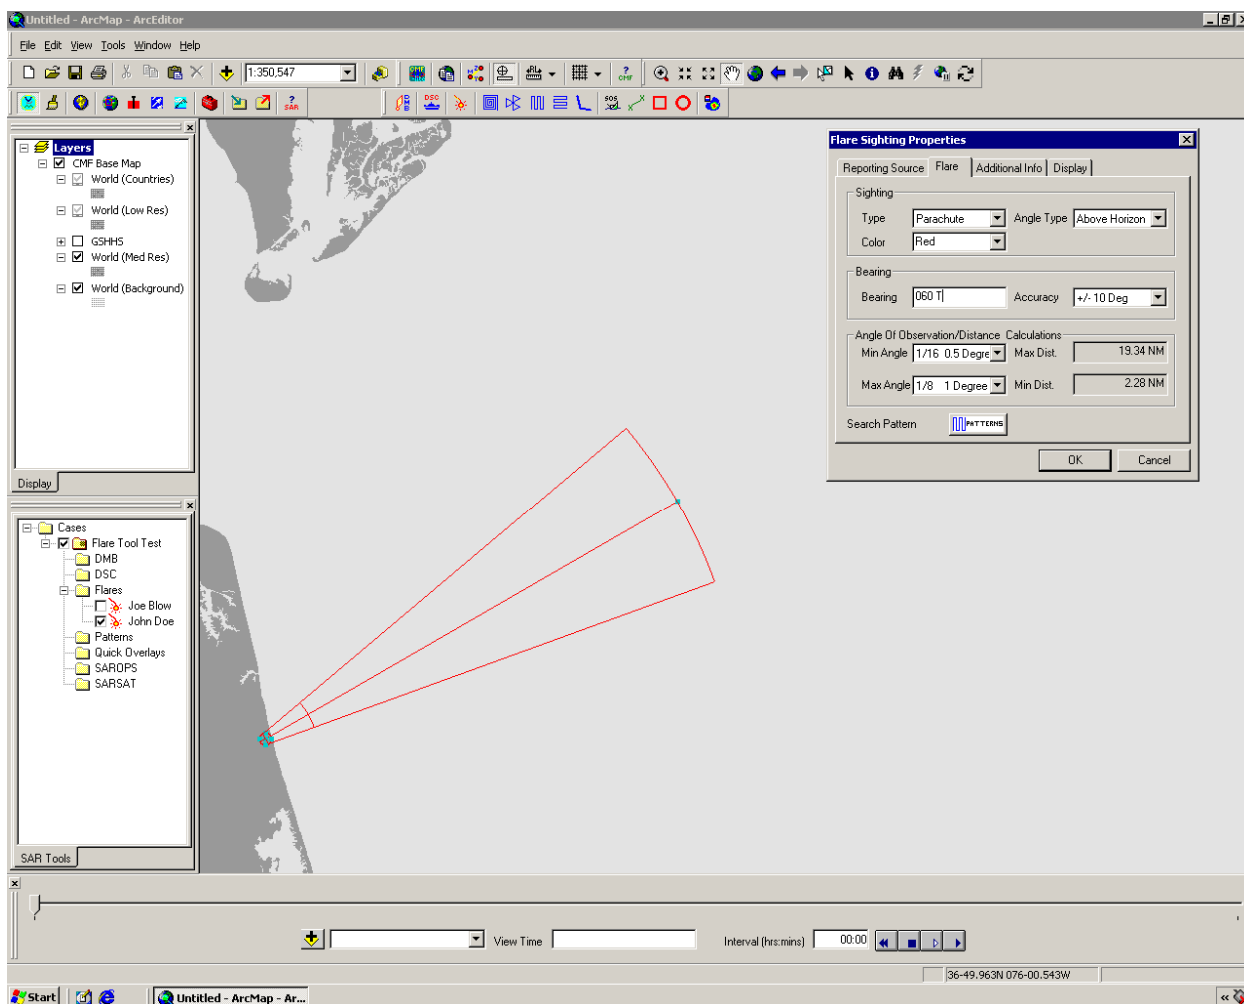 Untitled - ArcMap - ArcEditor
File Edit View Tools Window Help
1:350,547
? CMF
? SAR
DMB
DSC
SOS
Layers
CMF Base Map
World (Countries)
World (Low Res)
GSHHS
World (Med Res)
World (Background)
Display
Cases
Flare Tool Test
DMB
DSC
Flares
Joe Blow
John Doe
Patterns
Quick Overlays
SAROPS
SARSAT
SAR Tools
Flare Sighting Properties
Reporting Source Flare Additional Info Display
Sighting
Type Parachute Angle Type Above Horizon
Color Red
Bearing
Bearing 060 T Accuracy +/- 10 Deg
Angle Of Observation/Distance Calculations
Min Angle 1/16 0.5 Degre Max Dist. 19.34 NM
Max Angle 1/8 1 Degree Min Dist. 2.28 NM
Search Pattern PATTERNS
OK Cancel
View Time Interval (hrs:mins) 00:00
36-49.963N 076-00.543W
Start Untitled - ArcMap - Ar...